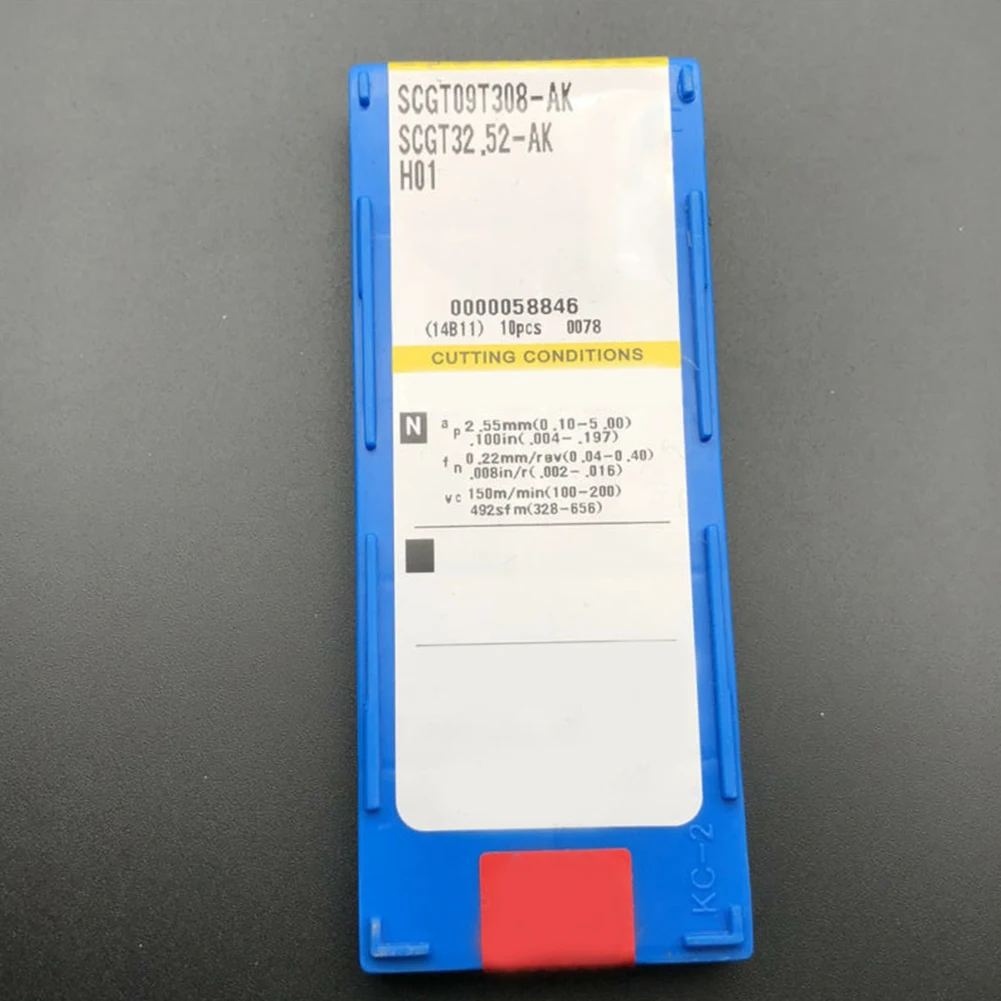 SCGT09T308-AK
SCGT32.52-AK
H01
0000058846
(14B11) 10pcs 0078
CUTTING CONDITIONS
N ap 2.55mm(0.10-5.00)
.100in(.004-.197)
fn 0.22mm/rev(0.04-0.40)
.008in/r(.002-.016)
vc 150m/min(100-200)
492sfm(328-656)
KC-2